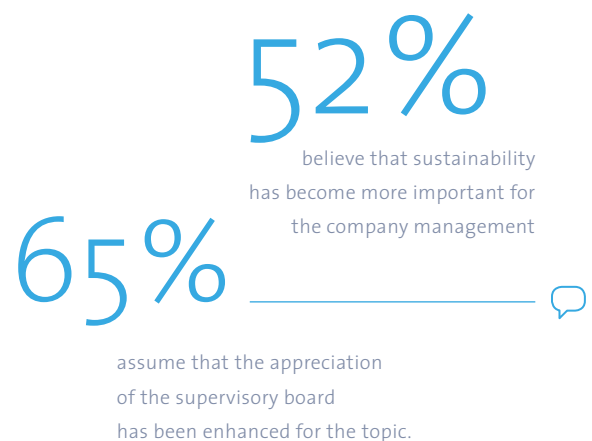 52%
believe that sustainability
has become more important for
the company management
65%
assume that the appreciation
of the supervisory board
has been enhanced for the topic.